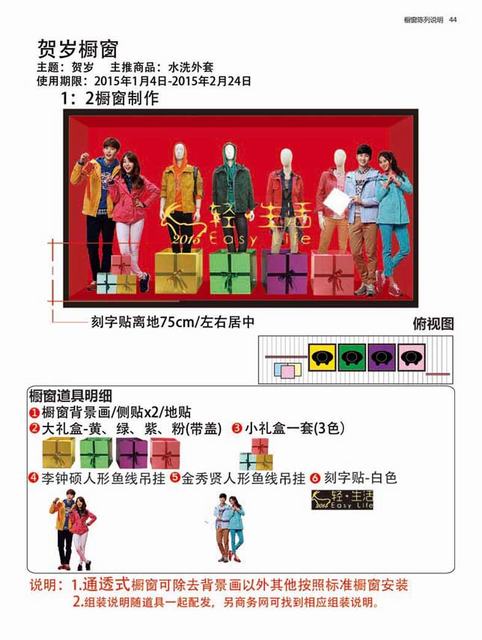 橱窗陈列说明 44
贺岁橱窗
主题：贺岁 主推商品：水洗外套
使用期限：2015年1月4日-2015年2月24日
1：2橱窗制作
轻·生活
2015 Easy Life
刻字贴离地75cm/左右居中
俯视图
橱窗道具明细
1 橱窗背景画/侧贴x2/地贴
2 大礼盒-黄、绿、紫、粉(带盖) 3 小礼盒一套(3色)
4 李钟硕人形鱼线吊挂 5 金秀贤人形鱼线吊挂 6 刻字贴-白色
轻·生活
2015 Easy Life
说明：1.通透式橱窗可除去背景画以外其他按照标准橱窗安装
2.组装说明随道具一起配发，另商务网可找到相应组装说明。